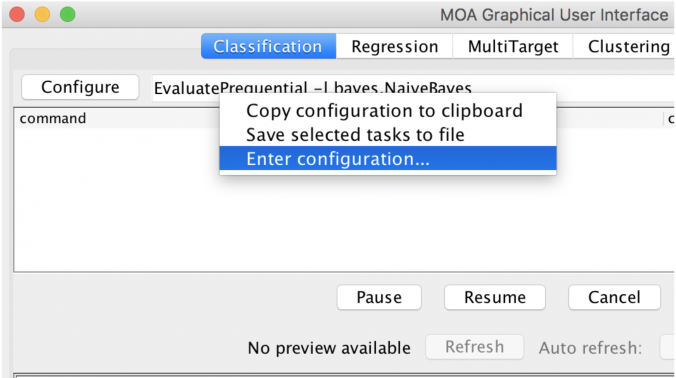 MOA Graphical User Interface
Classification Regression MultiTarget Clustering
Configure EvaluatePrequential -l bayes.NaiveBayes
command
Copy configuration to clipboard
Save selected tasks to file
Enter configuration...
Pause Resume Cancel
No preview available Refresh Auto refresh: